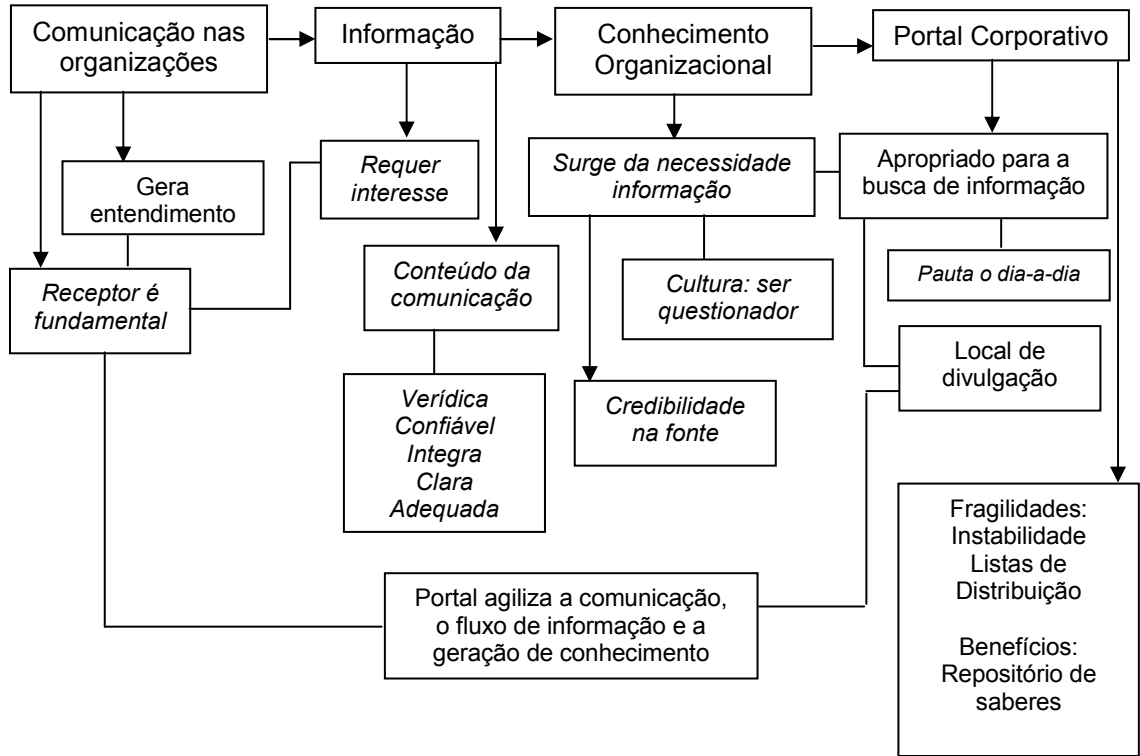 Comunicação nas
organizações
Informação
Conhecimento
Organizacional
Portal Corporativo
Gera
entendimento
Requer
interesse
Surge da necessidade
informação
Apropriado para a
busca de informação
Receptor é
fundamental
Conteúdo da
comunicação
Cultura: ser
questionador
Pauta o dia-a-dia
Verídica
Confiável
Integra
Clara
Adequada
Credibilidade
na fonte
Local de
divulgação
Portal agiliza a comunicação,
o fluxo de informação e a
geração de conhecimento
Fragilidades:
Instabilidade
Listas de
Distribuição
Benefícios:
Repositório de
saberes